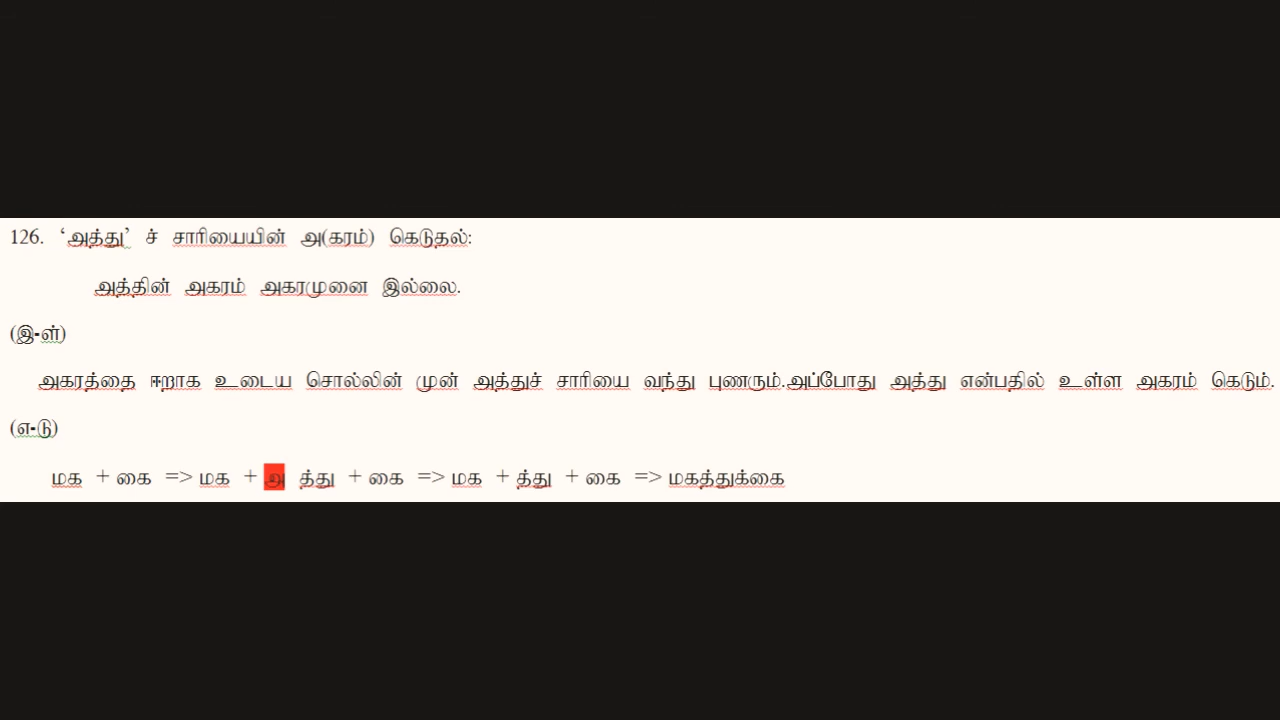 126. ‘அத்து’ ச் சாரியையின் அ(கரம்) கெடுதல்:
அத்தின் அகரம் அகரமுனை இல்லை.
(இ-ள்)
அகரத்தை ஈறாக உடைய சொல்லின் முன் அத்துச் சாரியை வந்து புணரும்.அப்போது அத்து என்பதில் உள்ள அகரம் கெடும்.
(எ-டு)
மக + கை => மக + அ த்து + கை => மக + த்து + கை => மகத்துக்கை